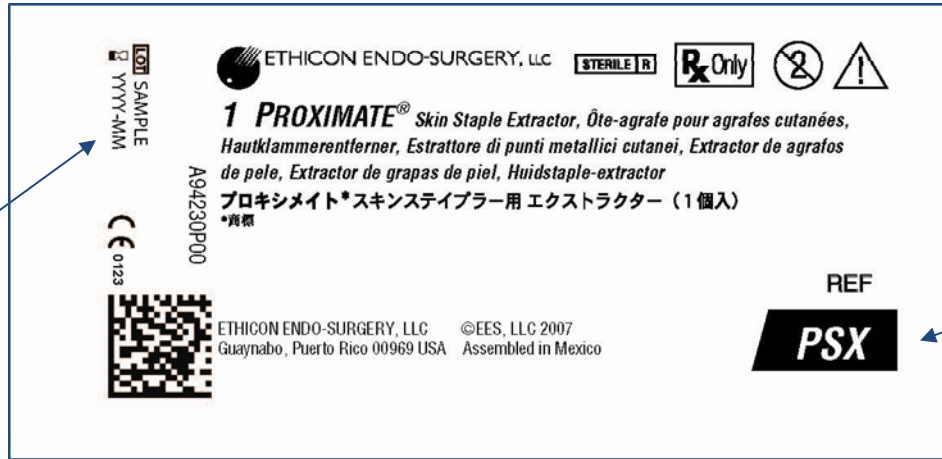 LOT SAMPLE
YYYY-MM
ETHICON ENDO-SURGERY, LLC STERILE R Rx Only 2
1 PROXIMATE® Skin Staple Extractor, Ôte-agrafe pour agrafes cutanées,
Hautklammerentferner, Estrattore di punti metallici cutanei, Extractor de agrafos
de pele, Extractor de grapas de piel, Huidstaple-extractor
プロキシメイト*スキンステイプラー用 エクストラクター（1個入）
*商標
A94230P00
CE 0123
REF
PSX
ETHICON ENDO-SURGERY, LLC ©EES, LLC 2007
Guaynabo, Puerto Rico 00969 USA Assembled in Mexico